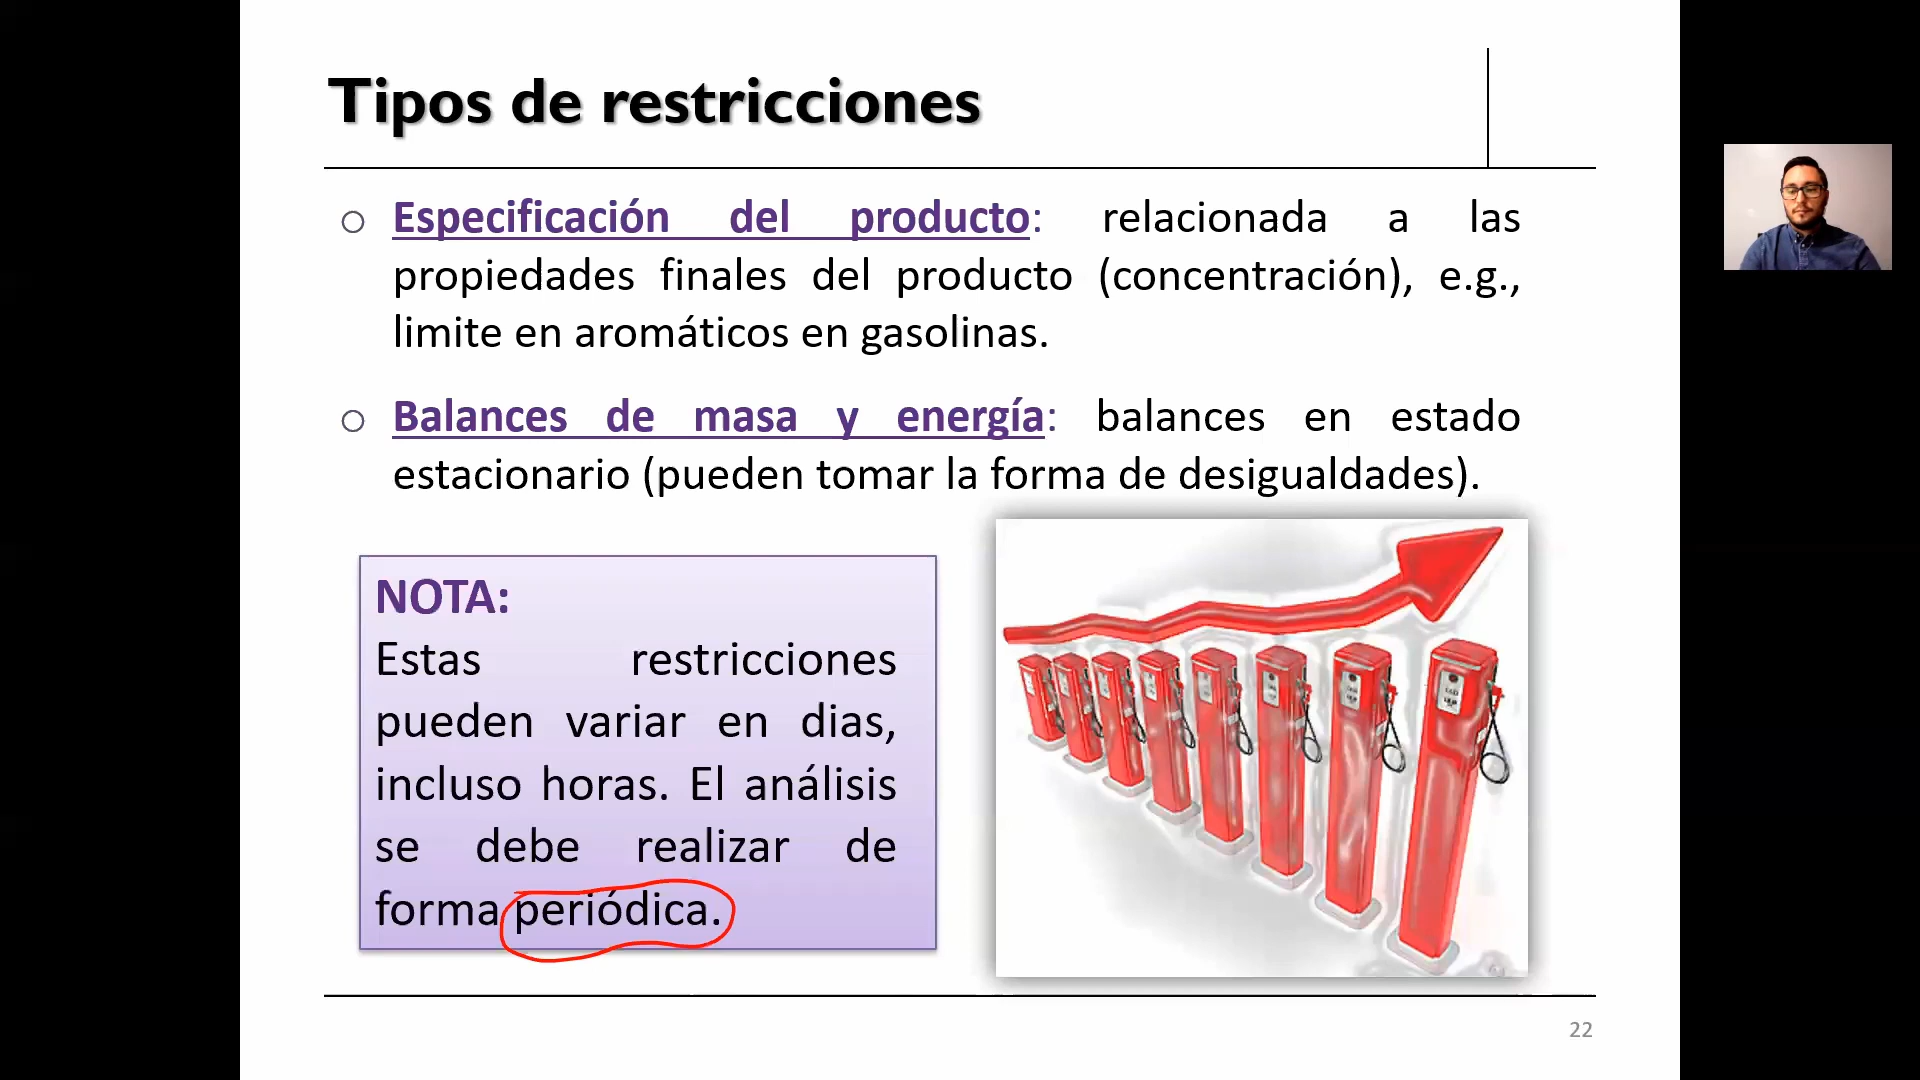 Tipos de restricciones
Especificación del producto: relacionada a las
propiedades finales del producto (concentración), e.g.,
limite en aromáticos en gasolinas.
Balances de masa y energía: balances en estado
estacionario (pueden tomar la forma de desigualdades).
NOTA:
Estas restricciones
pueden variar en dias,
incluso horas. El análisis
se debe realizar de
forma periódica.
22